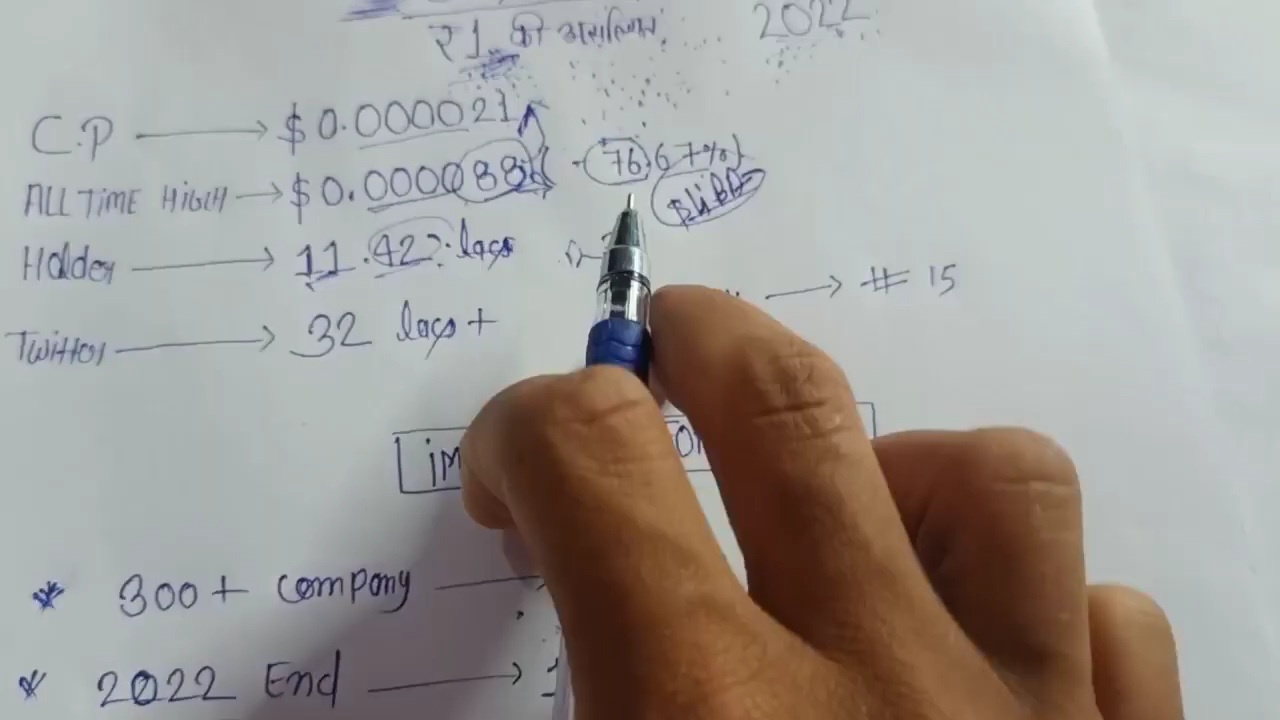 ₹1 की असलियत 2022
C.P → $0.000021
ALL TIME HIGH → $0.000088 - 76.67%
SHIBA
Holder → 11.42 lacs
→ # 15
Twitter → 32 lacs +
* 300+ company
* 2022 End →